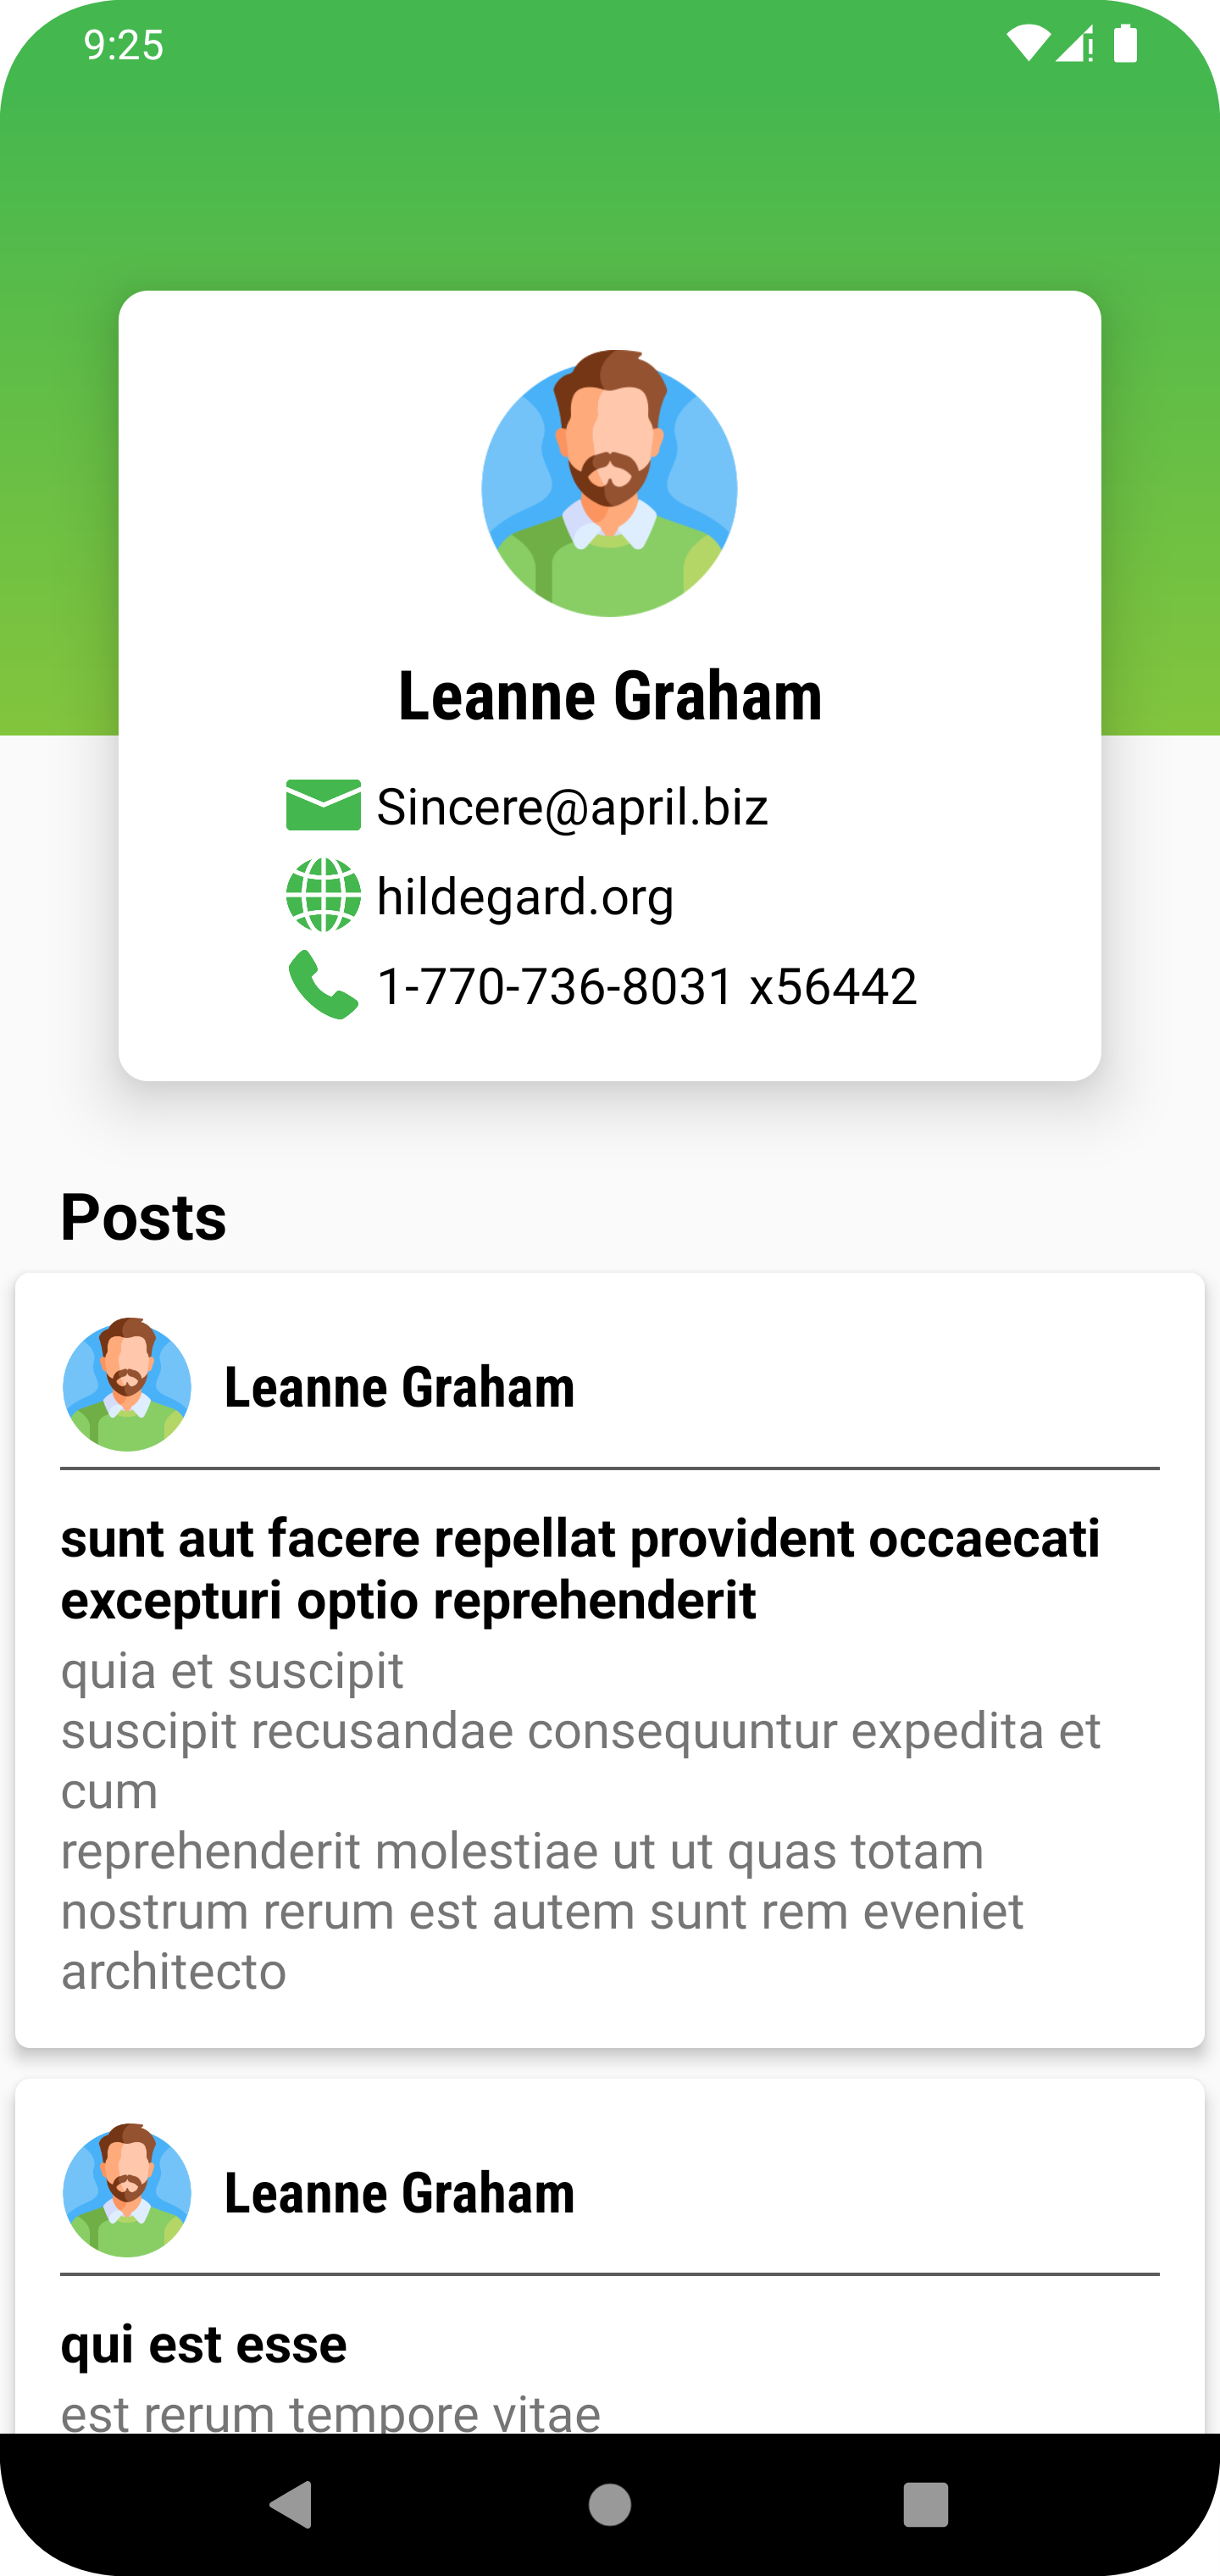 9:25
Leanne Graham
Sincere@april.biz
hildegard.org
1-770-736-8031 x56442
Posts
Leanne Graham
sunt aut facere repellat provident occaecati
excepturi optio reprehenderit
quia et suscipit
suscipit recusandae consequuntur expedita et
cum
reprehenderit molestiae ut ut quas totam
nostrum rerum est autem sunt rem eveniet
architecto
Leanne Graham
qui est esse
est rerum tempore vitae